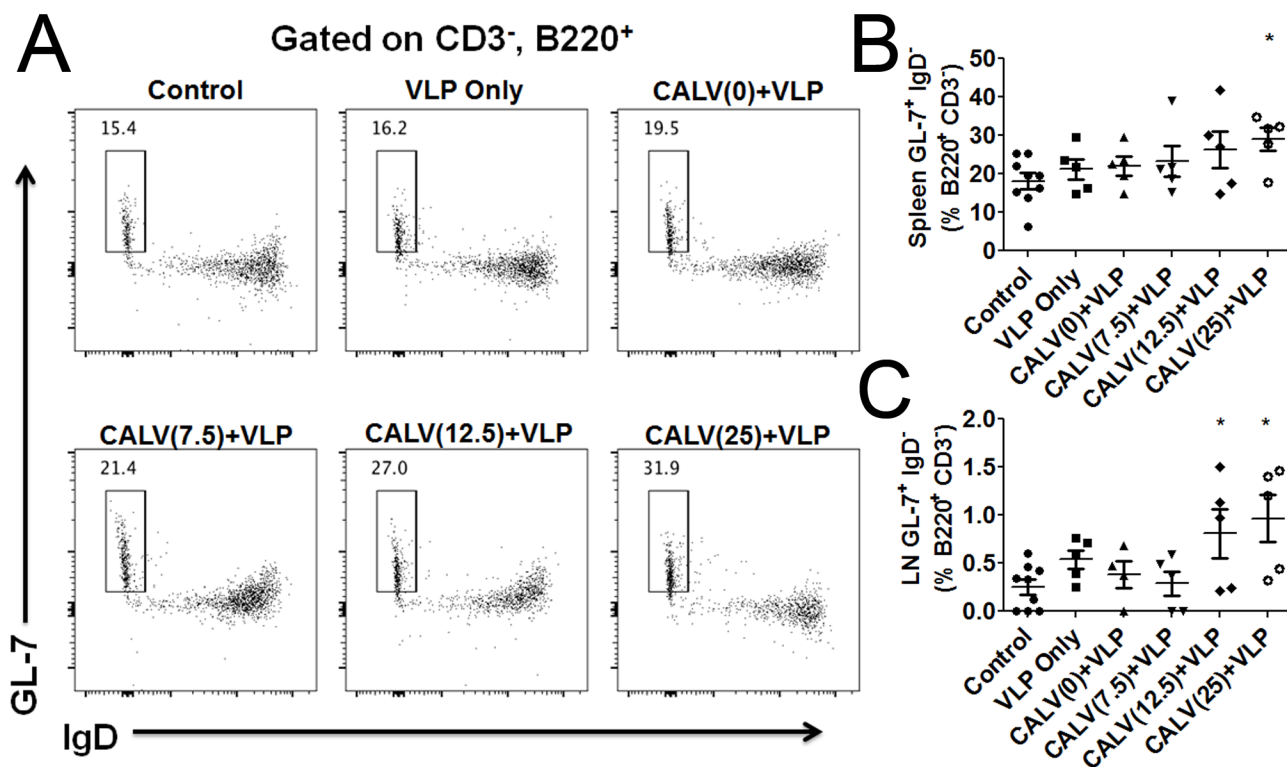 A
Gated on CD3-, B220+
Control
VLP Only
CALV(0)+VLP
15.4
16.2
19.5
CALV(7.5)+VLP
CALV(12.5)+VLP
CALV(25)+VLP
21.4
27.0
31.9
GL-7
IgD
B
*
Spleen GL-7+ IgD-
(% B220+ CD3-)
50
40
30
20
10
0
Control
VLP Only
CALV(0)+VLP
CALV(7.5)+VLP
CALV(12.5)+VLP
CALV(25)+VLP
C
* *
LN GL-7+ IgD-
(% B220+ CD3-)
2.0
1.5
1.0
0.5
0.0
Control
VLP Only
CALV(0)+VLP
CALV(7.5)+VLP
CALV(12.5)+VLP
CALV(25)+VLP